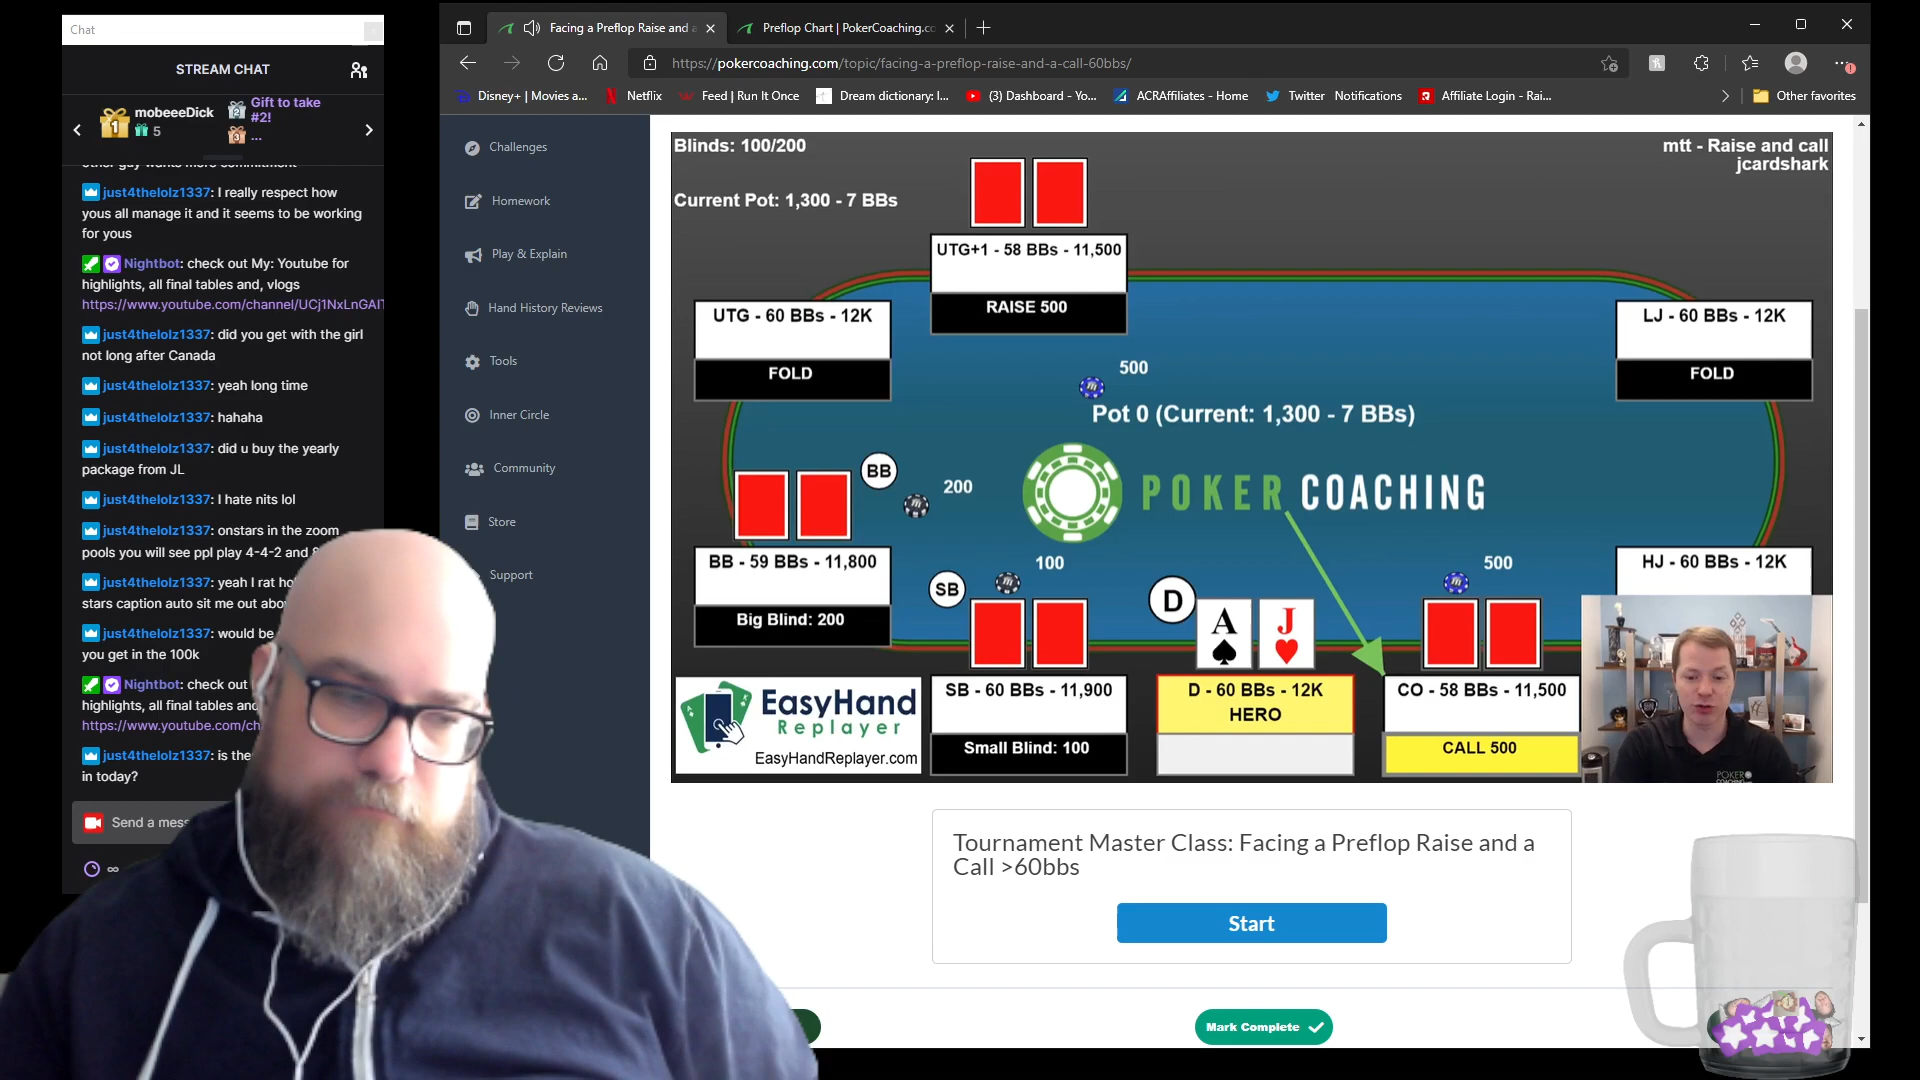 Chat
STREAM CHAT
mobeeeDick
5
Gift to take
#2!
...
other guy wants more commitment
just4thelolz1337: I really respect how
yous all manage it and it seems to be working
for yous
Nightbot: check out My: Youtube for
highlights, all final tables and, vlogs
https://www.youtube.com/channel/UCj1NxLnGAI
just4thelolz1337: did you get with the girl
not long after Canada
just4thelolz1337: yeah long time
just4thelolz1337: hahaha
just4thelolz1337: did u buy the yearly
package from JL
just4thelolz1337: I hate nits lol
just4thelolz1337: onstars in the zoom
pools you will see ppl play 4-4-2 and
just4thelolz1337: yeah I rat
stars caption auto sit me out
just4thelolz1337: would be
you get in the 100k
Nightbot: check out
highlights, all final tables and
https://www.youtube.com/ch
just4thelolz1337: is
in today?
Send a mess
Facing a Preflop Raise and a
Preflop Chart | PokerCoaching.co
https://pokercoaching.com/topic/facing-a-preflop-raise-and-a-call-60bbs/
Disney+ | Movies a...
Netflix
Feed | Run It Once
Dream dictionary: I...
(3) Dashboard - Yo...
ACRAffiliates - Home
Twitter
Notifications
Affiliate Login - Rai...
Other favorites
Challenges
Homework
Play & Explain
Hand History Reviews
Tools
Inner Circle
Community
Store
Support
Blinds: 100/200
mtt - Raise and call
jcardshark
Current Pot: 1,300 - 7 BBs
UTG+1 - 58 BBs - 11,500
RAISE 500
UTG - 60 BBs - 12K
FOLD
LJ - 60 BBs - 12K
FOLD
500
Pot 0 (Current: 1,300 - 7 BBs)
BB
200
POKER COACHING
BB - 59 BBs - 11,800
Big Blind: 200
SB
100
D
A
J
500
HJ - 60 BBs - 12K
EasyHand
Replayer
EasyHandReplayer.com
SB - 60 BBs - 11,900
Small Blind: 100
D - 60 BBs - 12K
HERO
CO - 58 BBs - 11,500
CALL 500
POKER
COACHING
Tournament Master Class: Facing a Preflop Raise and a
Call >60bbs
Start
Mark Complete